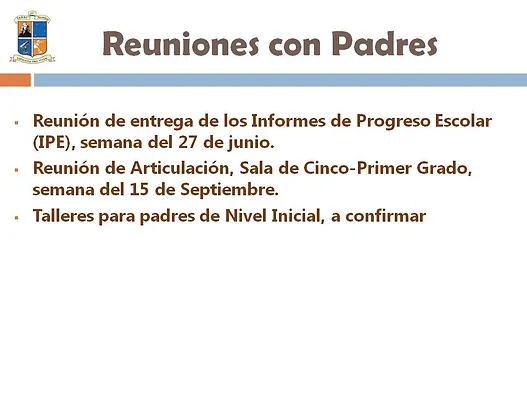 Reuniones con Padres
Reunión de entrega de los Informes de Progreso Escolar
(IPE), semana del 27 de junio.
Reunión de Articulación, Sala de Cinco-Primer Grado,
semana del 15 de Septiembre.
Talleres para padres de Nivel Inicial, a confirmar